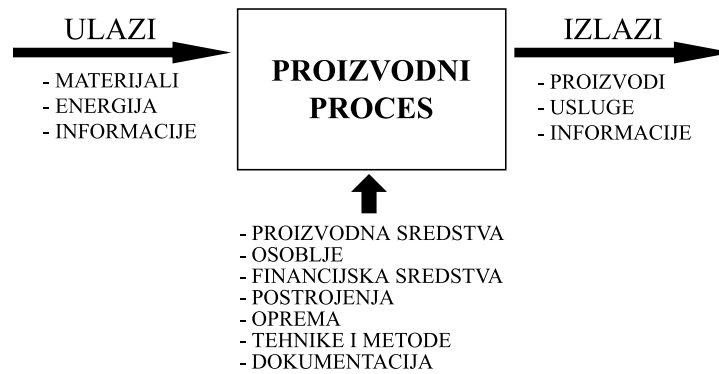 ULAZI
- MATERIJALI
- ENERGIJA
- INFORMACIJE
PROIZVODNI
PROCES
IZLAZI
- PROIZVODI
- USLUGE
- INFORMACIJE
- PROIZVODNA SREDSTVA
- OSOBLJE
- FINANCIJSKA SREDSTVA
- POSTROJENJA
- OPREMA
- TEHNIKE I METODE
- DOKUMENTACIJA